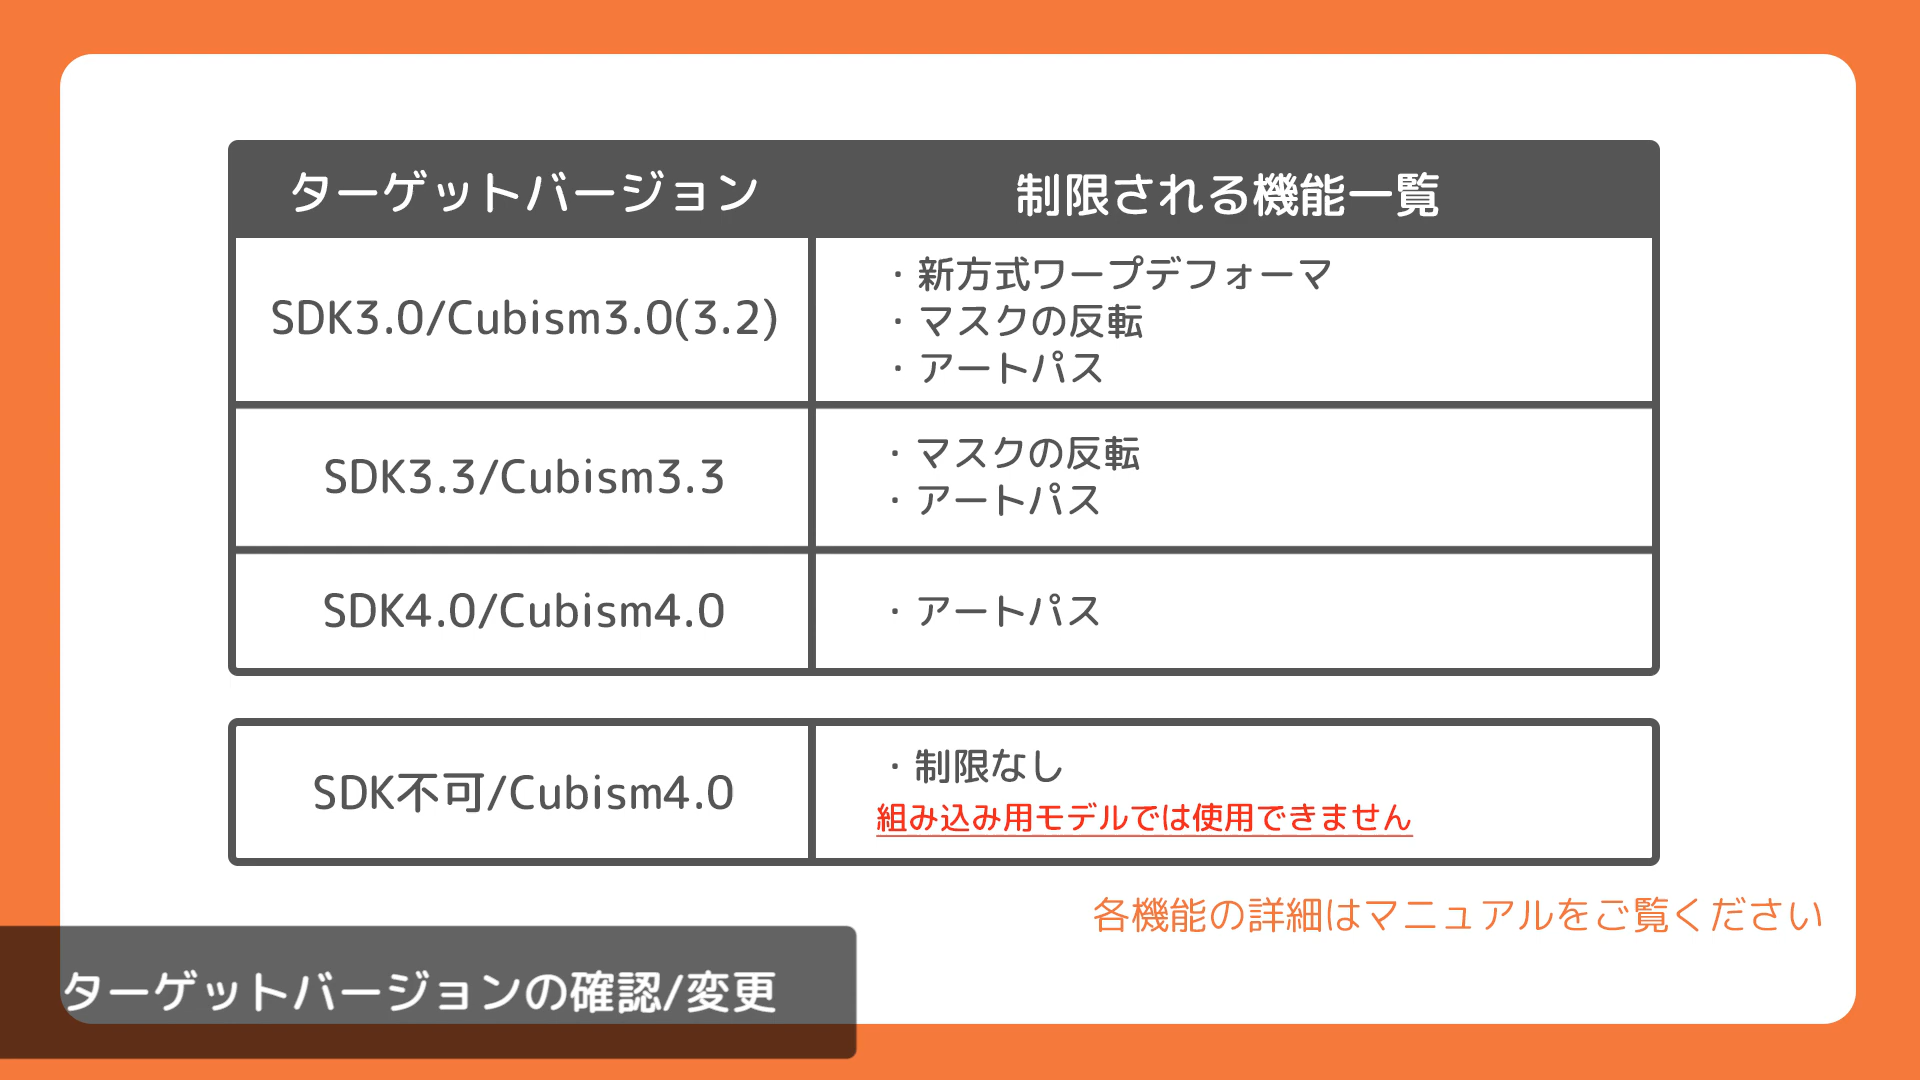 ターゲットバージョン 制限される機能一覧
SDK3.0/Cubism3.0(3.2)
・新方式ワープデフォーマ
・マスクの反転
・アートパス
SDK3.3/Cubism3.3
・マスクの反転
・アートパス
SDK4.0/Cubism4.0
・アートパス
SDK不可/Cubism4.0
・制限なし
組み込み用モデルでは使用できません
各機能の詳細はマニュアルをご覧ください
ターゲットバージョンの確認/変更